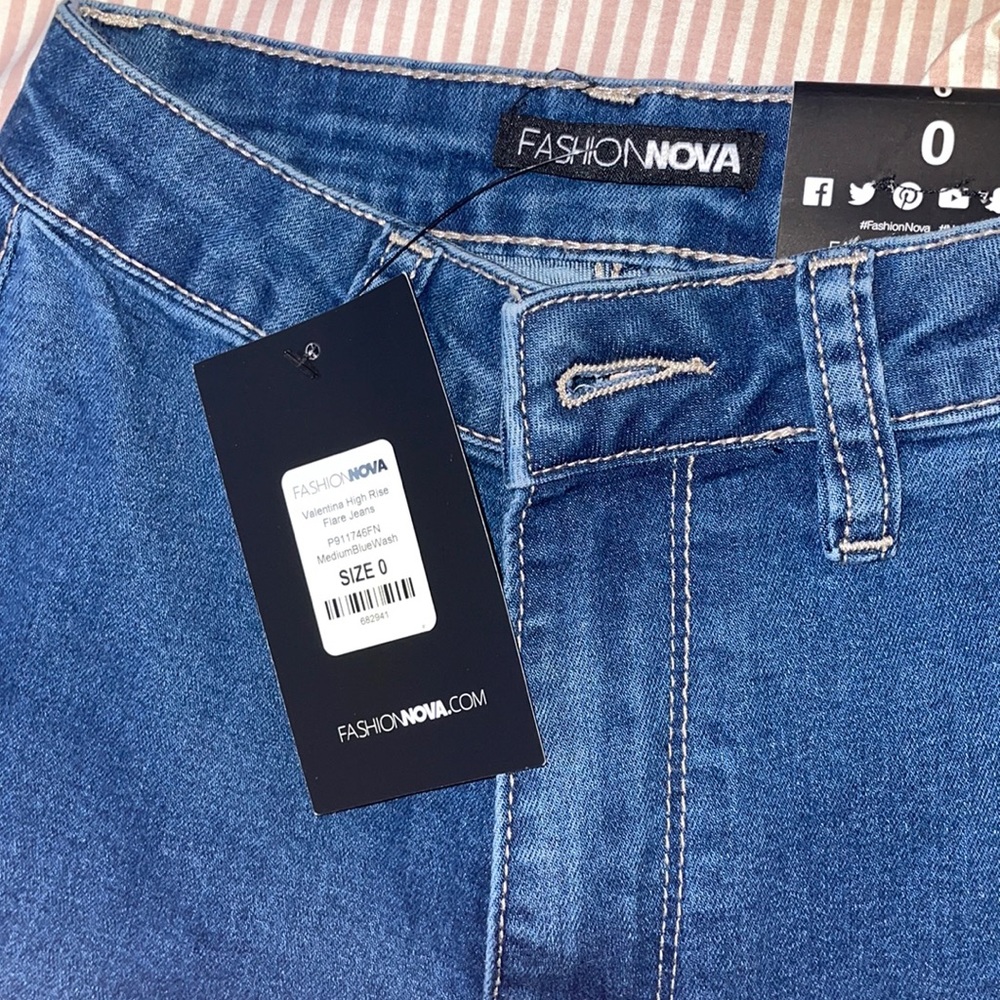 FASHIONNOVA
0
#FashionNova
FASHIONNOVA
Valentina High Rise
Flare Jeans
P911746FN
MediumBlueWash
SIZE 0
682941
FASHIONNOVA.COM